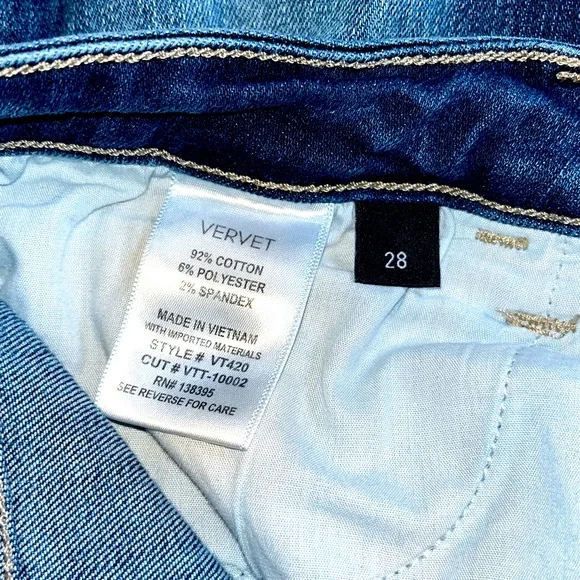 VERVET
92% COTTON
6% POLYESTER
2% SPANDEX
MADE IN VIETNAM
WITH IMPORTED MATERIALS
STYLE # VT420
CUT # VTT-10002
RN# 138395
SEE REVERSE FOR CARE
28